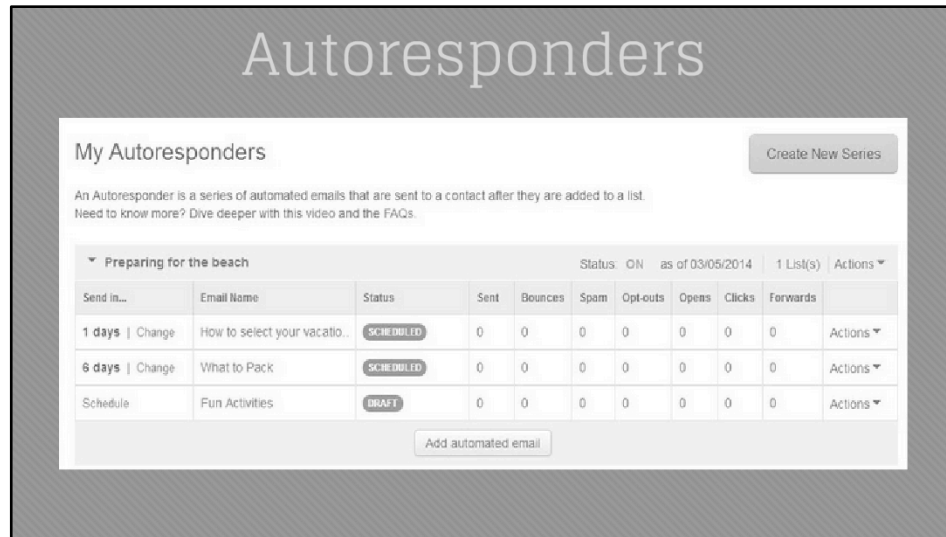 Autoresponders
My Autoresponders
Create New Series
An Autoresponder is a series of automated emails that are sent to a contact after they are added to a list.
Need to know more? Dive deeper with this video and the FAQs.
Preparing for the beach Status: ON as of 03/05/2014 1 List(s) Actions
Send in... Email Name Status Sent Bounces Spam Opt-outs Opens Clicks Forwards
1 days | Change How to select your vacatio... SCHEDULED 0 0 0 0 0 0 0 Actions
6 days | Change What to Pack SCHEDULED 0 0 0 0 0 0 0 Actions
Schedule Fun Activities DRAFT 0 0 0 0 0 0 0 Actions
Add automated email